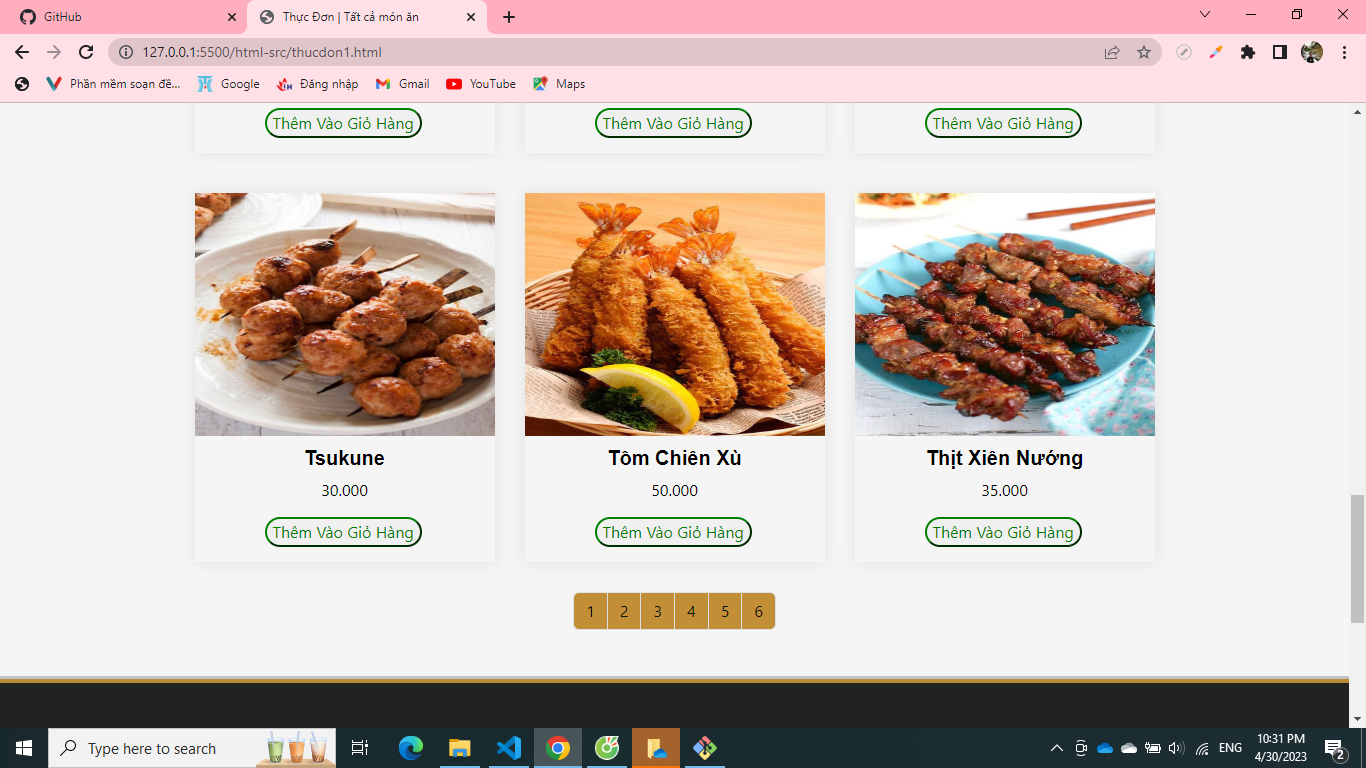 GitHub
Thực Đơn | Tất cả món ăn
127.0.0.1:5500/html-src/thucdon1.html
Phần mềm soạn đề...
Google
Đăng nhập
Gmail
YouTube
Maps
Thêm Vào Giỏ Hàng
Thêm Vào Giỏ Hàng
Thêm Vào Giỏ Hàng
Tsukune
30.000
Thêm Vào Giỏ Hàng
Tôm Chiên Xù
50.000
Thêm Vào Giỏ Hàng
Thịt Xiên Nướng
35.000
Thêm Vào Giỏ Hàng
1 2 3 4 5 6
Type here to search
ENG
10:31 PM
4/30/2023
2